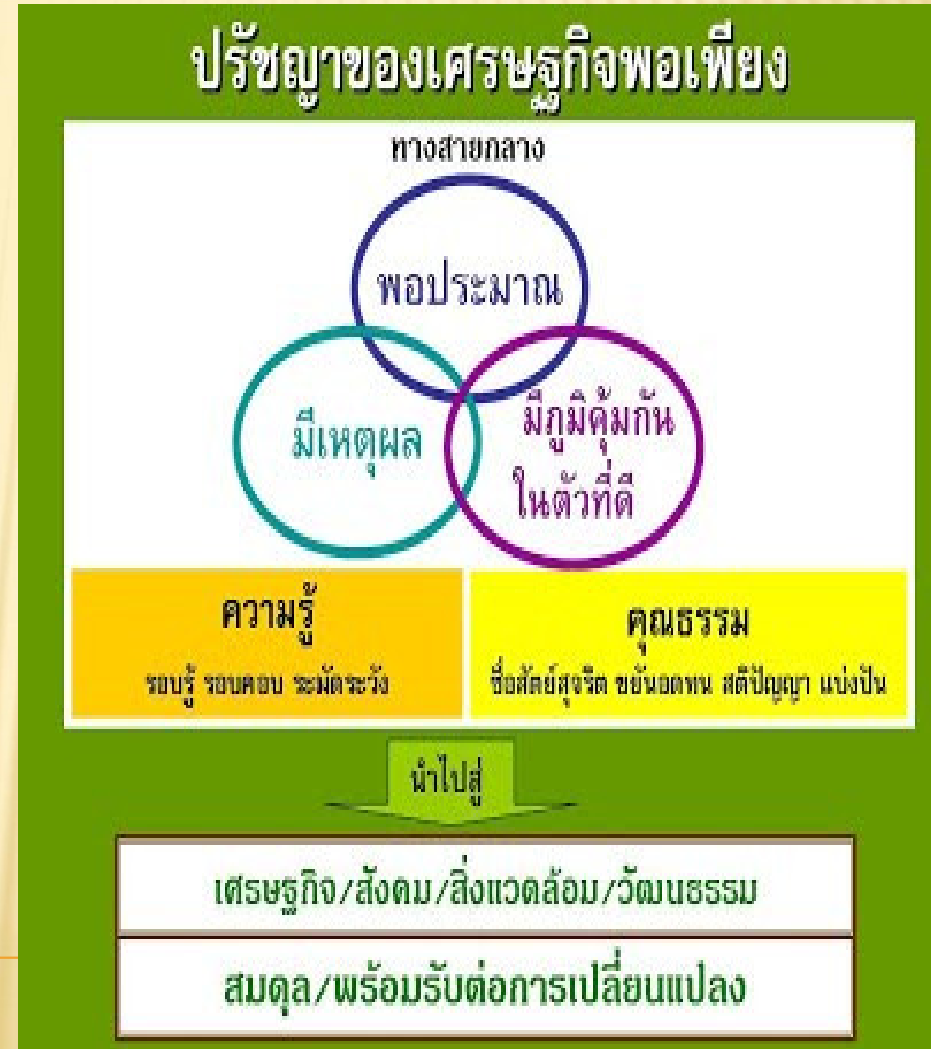 ปรัชญาของเศรษฐกิจพอเพียง
ทางสายกลาง
พอประมาณ
มีเหตุผล
มีภูมิคุ้มกัน
ในตัวที่ดี
ความรู้
รอบรู้ รอบคอบ ระมัดระวัง
คุณธรรม
ซื่อสัตย์สุจริต ขยันอดทน สติปัญญา แบ่งปัน
นำไปสู่
เศรษฐกิจ/สังคม/สิ่งแวดล้อม/วัฒนธรรม
สมดุล/พร้อมรับต่อการเปลี่ยนแปลง